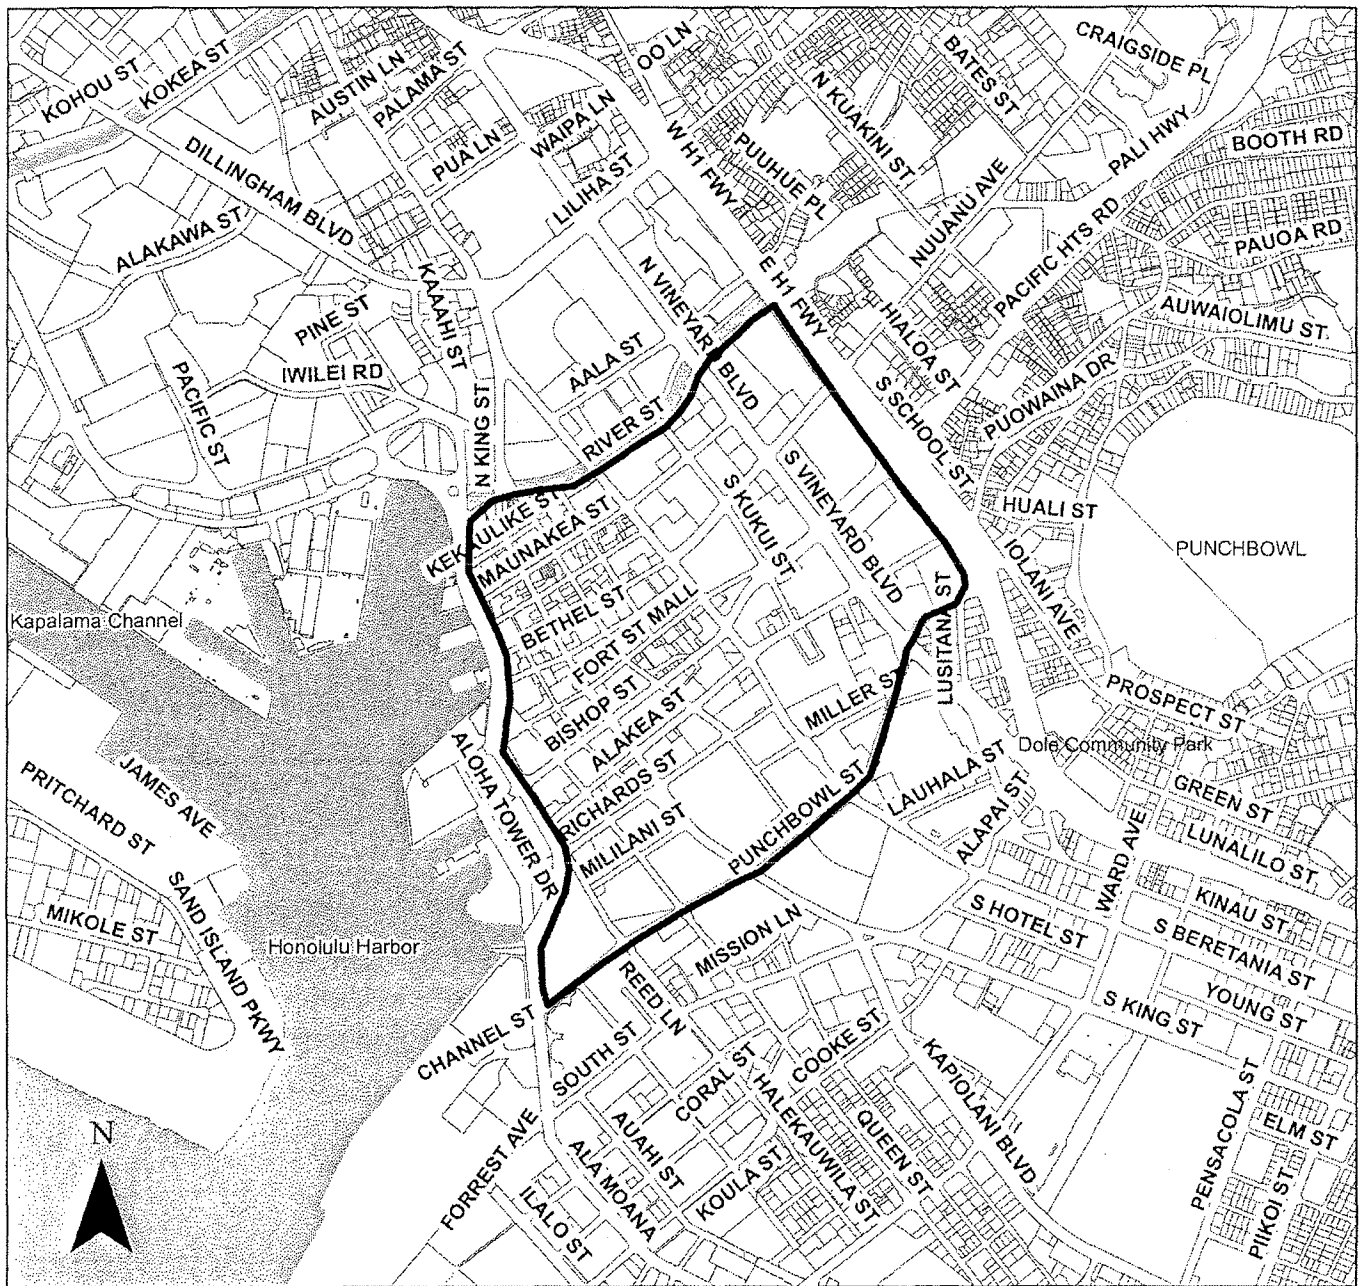 KOHOU ST
KOKEA ST
AUSTIN LN
PALAMA ST
OO LN
BATES ST
CRAIGSIDE PL
N KUAKINI ST
PALI HWY
BOOTH RD
DILLINGHAM BLVD
PUA LN
WAIPA LN
W H1 FWY
PUUHUE PL
LILIHA ST
NUUANU AVE
PACIFIC HTS RD
PAUOA RD
ALAKAWA ST
KAAAHI ST
N VINEYARD BLVD
E H1 FWY
HIALOA ST
AUWAIOLIMU ST
PINE ST
AALA ST
IWILEI RD
PACIFIC ST
N KING ST
RIVER ST
S SCHOOL ST
PUOWAINA DR
S VINEYARD BLVD
S KUKUI ST
HUALI ST
KEKAULIKE ST
MAUNAKEA ST
IOLANI AVE
PUNCHBOWL
Kapalama Channel
BETHEL ST
FORT ST MALL
LUSITANA ST
BISHOP ST
ALAKEA ST
MILLER ST
PROSPECT ST
Dole Community Park
ALOHA TOWER DR
RICHARDS ST
MILILANI ST
PUNCHBOWL ST
LAUHALA ST
ALAPAI ST
GREEN ST
LUNALILO ST
JAMES AVE
PRITCHARD ST
SAND ISLAND PKWY
MIKOLE ST
Honolulu Harbor
WARD AVE
KINAU ST
S HOTEL ST
S BERETANIA ST
MISSION LN
REED LN
YOUNG ST
S KING ST
CHANNEL ST
SOUTH ST
COOKE ST
KAPIOLANI BLVD
CORAL ST
HALEKAUWILA ST
QUEEN ST
PENSACOLA ST
ELM ST
PIIKOI ST
FORREST AVE
AUAHI ST
ALA MOANA
KOULA ST
ILALO ST
N